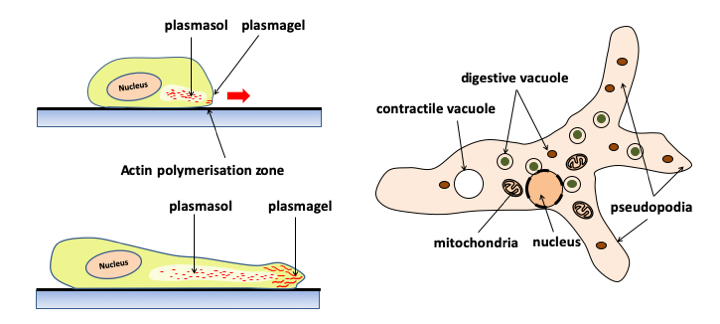 plasmasol plasmagel
Nucleus
Actin polymerisation zone
plasmasol plasmagel
Nucleus
digestive vacuole
contractile vacuole
pseudopodia
mitochondria nucleus